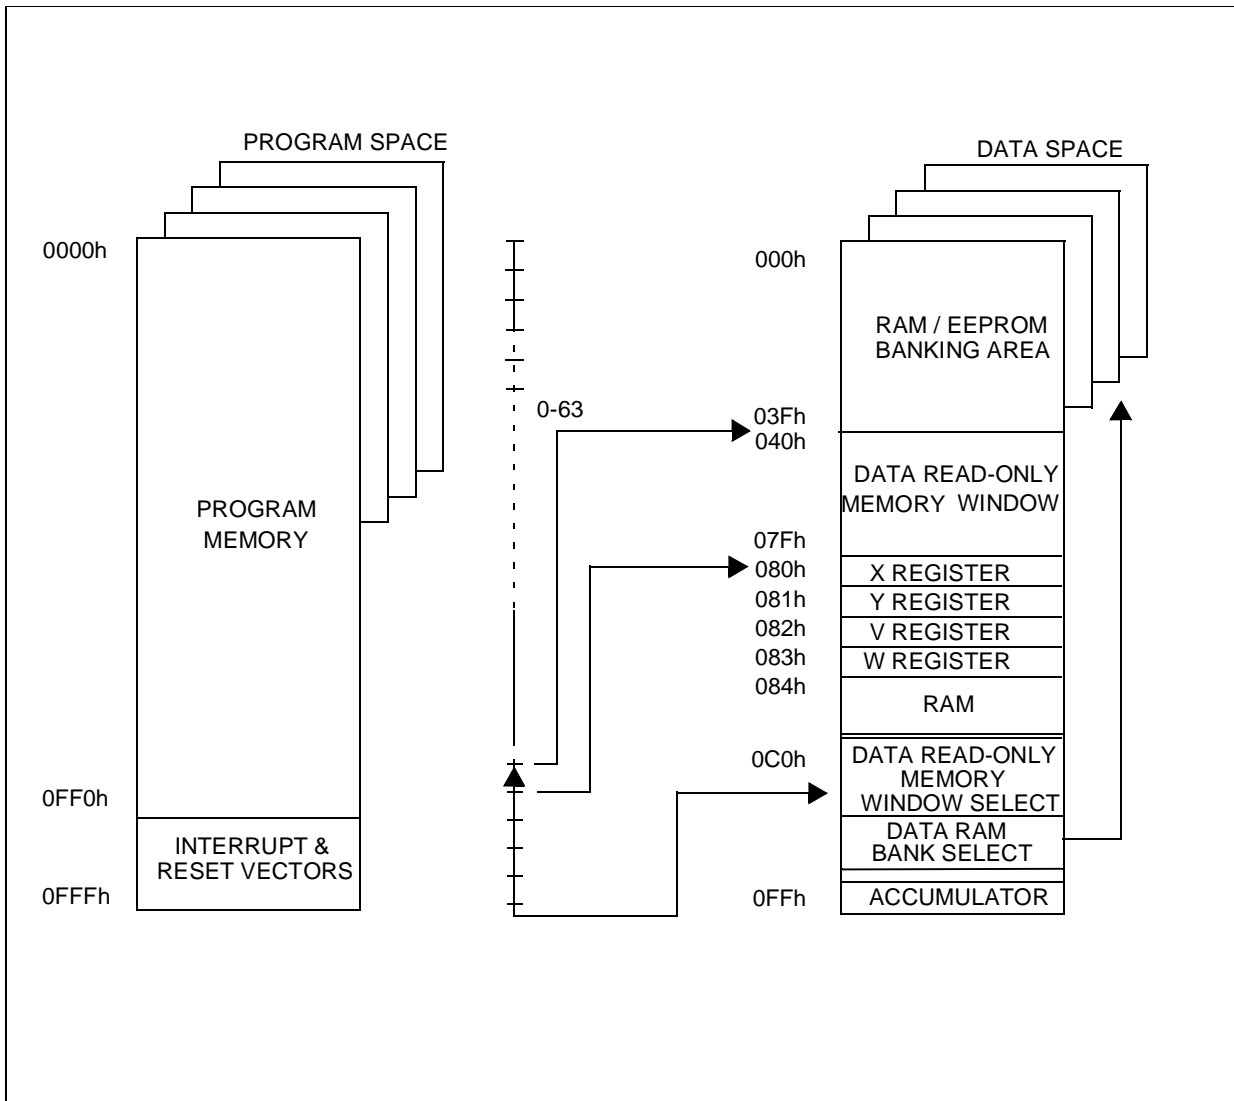 PROGRAM SPACE
0000h
PROGRAM
MEMORY
0FF0h
INTERRUPT &
RESET VECTORS
0FFFh
0-63
DATA SPACE
000h
RAM / EEPROM
BANKING AREA
03Fh
040h
DATA READ-ONLY
MEMORY WINDOW
07Fh
080h
X REGISTER
081h
Y REGISTER
082h
V REGISTER
083h
W REGISTER
084h
RAM
0C0h
DATA READ-ONLY
MEMORY
WINDOW SELECT
DATA RAM
BANK SELECT
0FFh
ACCUMULATOR